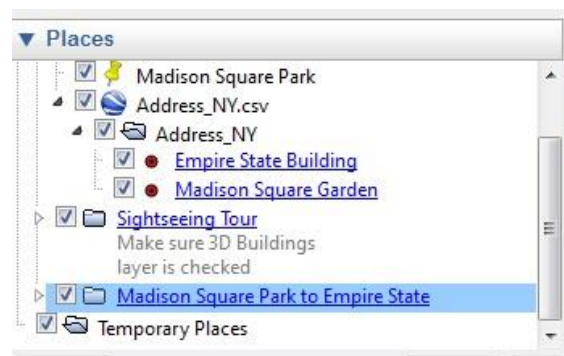 Places
Madison Square Park
Address_NY.csv
Address_NY
Empire State Building
Madison Square Garden
Sightseeing Tour
Make sure 3D Buildings
layer is checked
Madison Square Park to Empire State
Temporary Places